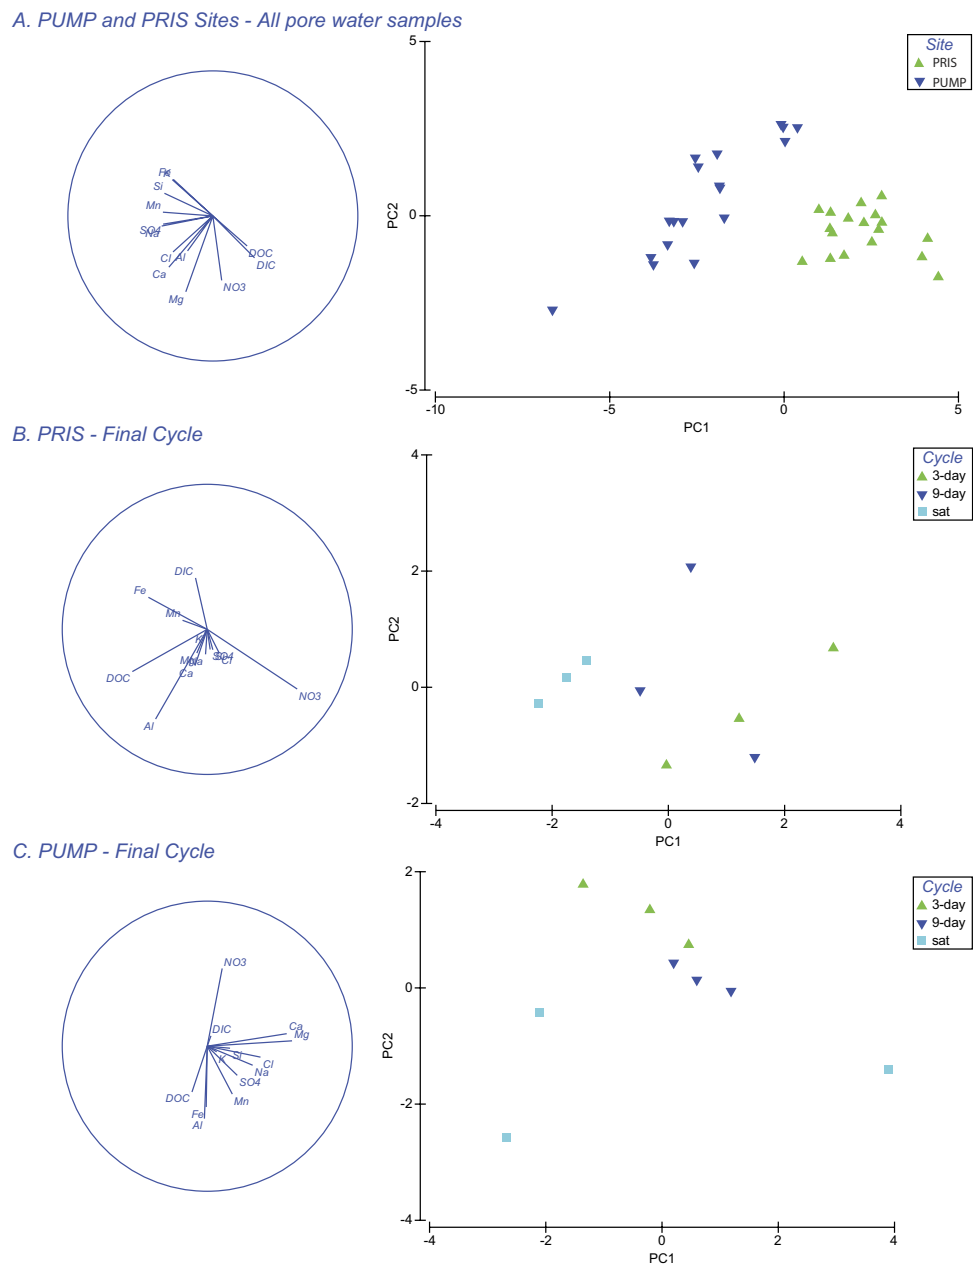 A. PUMP and PRIS Sites - All pore water samples
Fe
K
Si
Mn
SO4
Na
Cl
Al
Ca
Mg
NO3
DOC
DIC
5
0
-5
PC2
-10
-5
0
5
PC1
Site
PRIS
PUMP
B. PRIS - Final Cycle
DIC
Fe
Mn
K
Mg
Na
SO4
Cl
Ca
DOC
Al
NO3
4
2
0
-2
PC2
-4
-2
0
2
4
PC1
Cycle
3-day
9-day
sat
C. PUMP - Final Cycle
NO3
DIC
Ca
Mg
Si
K
Cl
Na
SO4
DOC
Mn
Fe
Al
2
0
-2
-4
PC2
-4
-2
0
2
4
PC1
Cycle
3-day
9-day
sat